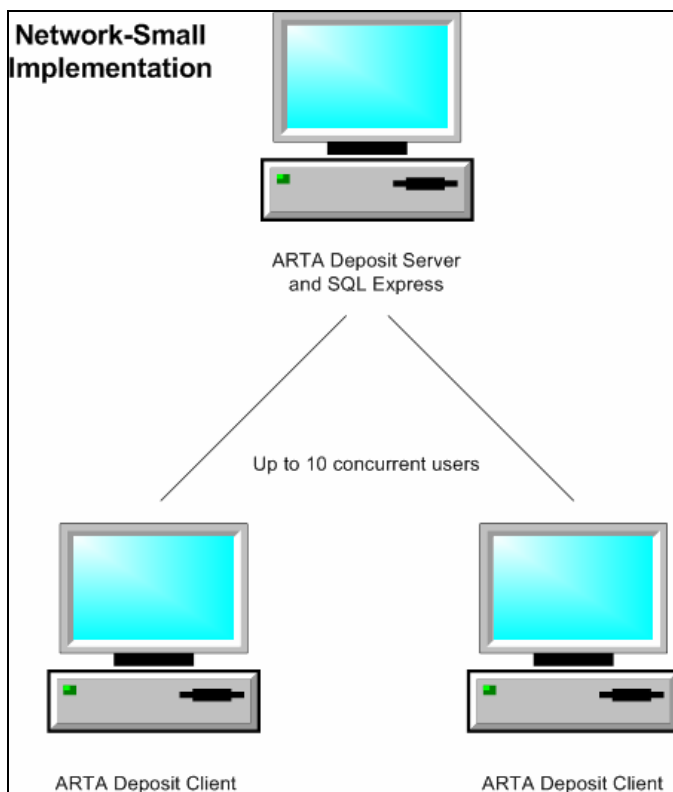 Network-Small
Implementation
ARTA Deposit Server
and SQL Express
Up to 10 concurrent users
ARTA Deposit Client
ARTA Deposit Client